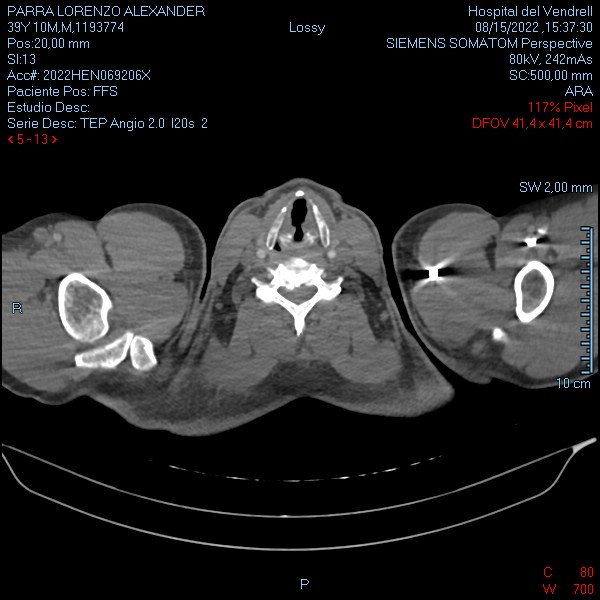 PARRA LORENZO ALEXANDER
39Y 10M,M,1193774
Pos:20,00 mm
SI:13
Acc#: 2022HEN069206X
Paciente Pos: FFS
Estudio Desc:
Serie Desc: TEP Angio 2.0 I20s 2
< 5 - 13 >
Lossy
Hospital del Vendrell
08/15/2022 ,15:37:30
SIEMENS SOMATOM Perspective
80kV, 242mAs
SC:500,00 mm
ARA
117% Pixel
DFOV 41,4 x 41,4 cm
SW 2,00 mm
R
10 cm
P
C 80
W 700